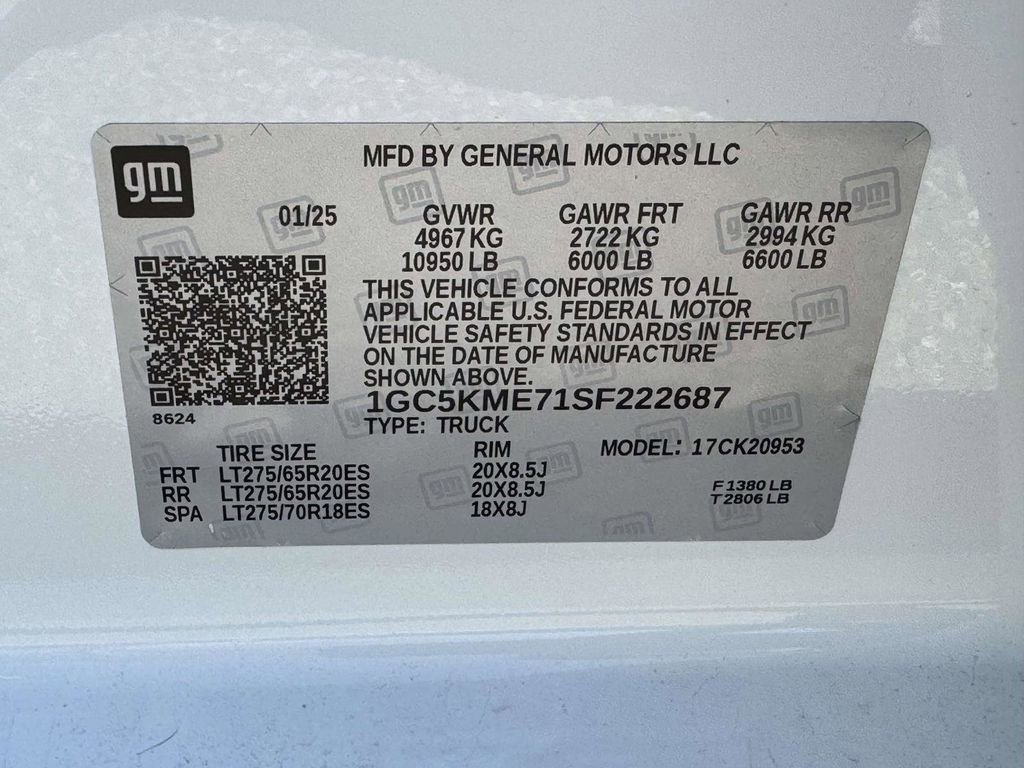 gm
MFD BY GENERAL MOTORS LLC
01/25 GVWR GAWR FRT GAWR RR
4967 KG 2722 KG 2994 KG
10950 LB 6000 LB 6600 LB
THIS VEHICLE CONFORMS TO ALL
APPLICABLE U.S. FEDERAL MOTOR
VEHICLE SAFETY STANDARDS IN EFFECT
ON THE DATE OF MANUFACTURE
SHOWN ABOVE.
1GC5KME71SF222687
8624
TYPE: TRUCK
TIRE SIZE RIM MODEL: 17CK20953
FRT LT275/65R20ES 20X8.5J
RR LT275/65R20ES 20X8.5J
SPA LT275/70R18ES 18X8J
F 1380 LB
T 2806 LB